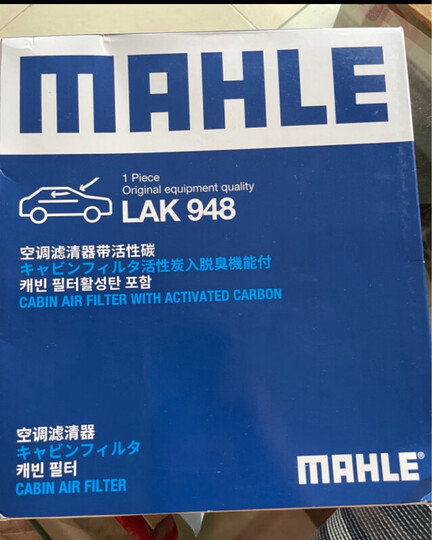 MAHLE
1 Piece
Original equipment quality
LAK 948
空调滤清器带活性碳
キャビンフィルタ活性炭入脱臭機能付
캐빈 필터활성탄 포함
CABIN AIR FILTER WITH ACTIVATED CARBON
空调滤清器
キャビンフィルタ
캐빈 필터
CABIN AIR FILTER
MAHLE®